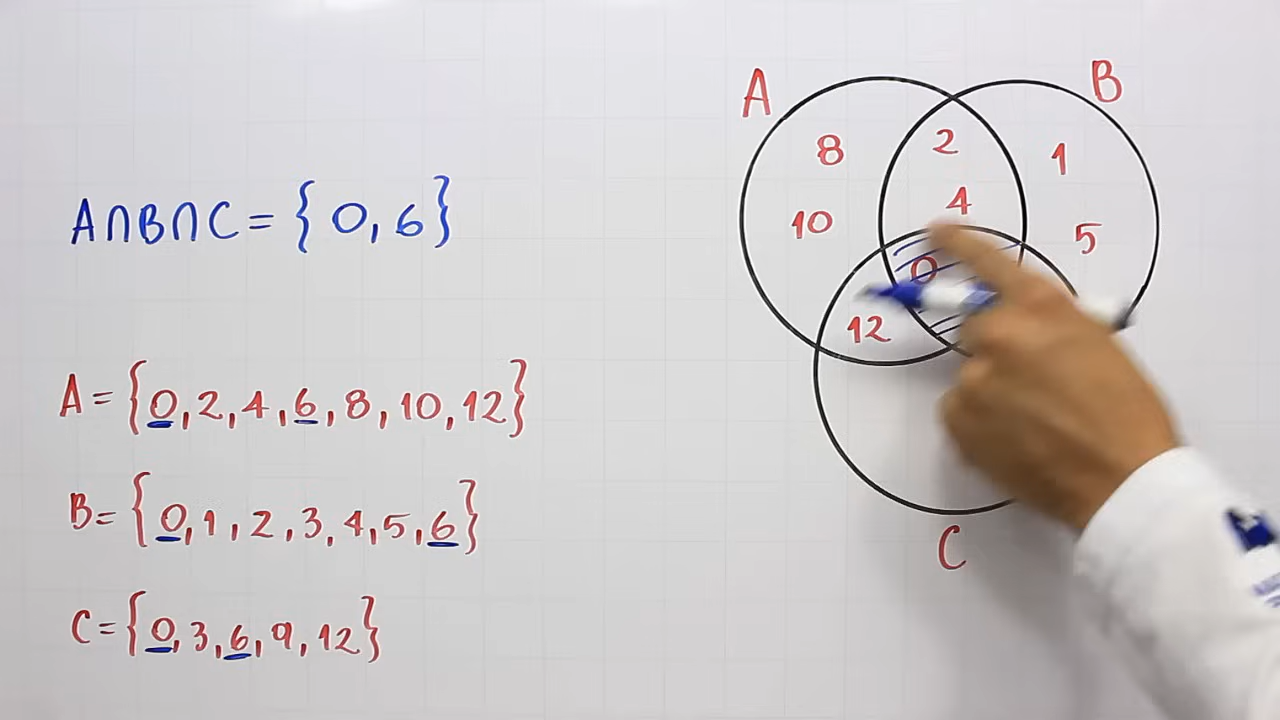 A∩B∩C = {0, 6}
A = {0, 2, 4, 6, 8, 10, 12}
B = {0, 1, 2, 3, 4, 5, 6}
C = {0, 3, 6, 9, 12}
A
B
8
2
1
10
4
5
0
12
C